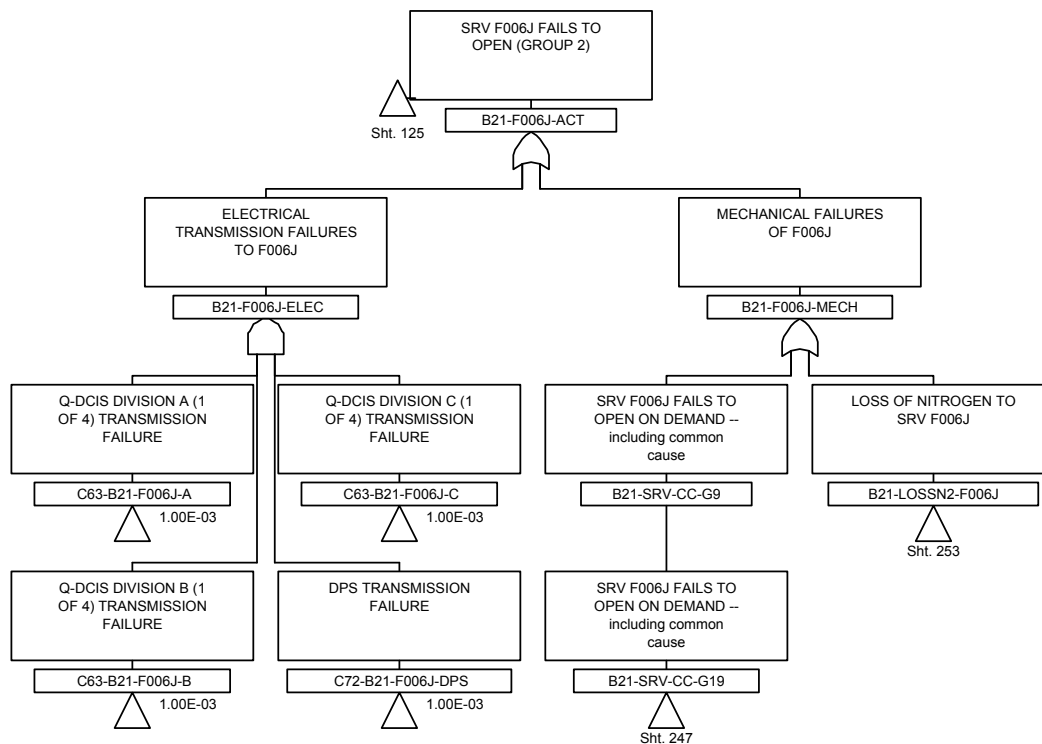 SRV F006J FAILS TO
OPEN (GROUP 2)
Sht. 125
B21-F006J-ACT
ELECTRICAL
TRANSMISSION FAILURES
TO F006J
B21-F006J-ELEC
MECHANICAL FAILURES
OF F006J
B21-F006J-MECH
Q-DCIS DIVISION A (1
OF 4) TRANSMISSION
FAILURE
C63-B21-F006J-A
1.00E-03
Q-DCIS DIVISION C (1
OF 4) TRANSMISSION
FAILURE
C63-B21-F006J-C
1.00E-03
SRV F006J FAILS TO
OPEN ON DEMAND --
including common
cause
B21-SRV-CC-G9
LOSS OF NITROGEN TO
SRV F006J
B21-LOSSN2-F006J
Sht. 253
Q-DCIS DIVISION B (1
OF 4) TRANSMISSION
FAILURE
C63-B21-F006J-B
1.00E-03
DPS TRANSMISSION
FAILURE
C72-B21-F006J-DPS
1.00E-03
SRV F006J FAILS TO
OPEN ON DEMAND --
including common
cause
B21-SRV-CC-G19
Sht. 247